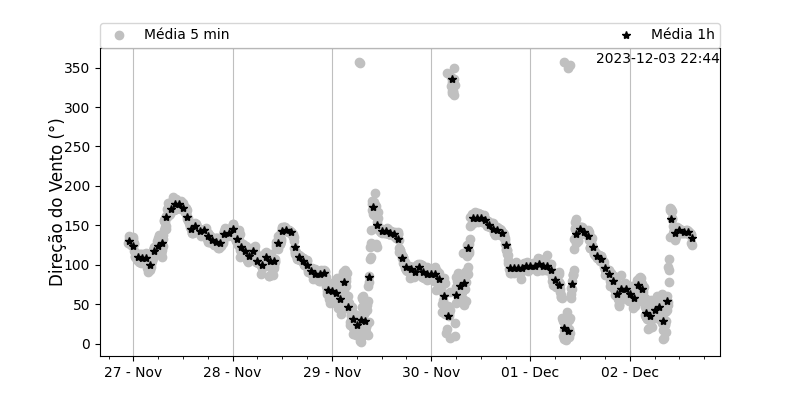 Média 5 min
Média 1h
2023-12-03 22:44
Direção do Vento (°)
350
300
250
200
150
100
50
0
27 - Nov
28 - Nov
29 - Nov
30 - Nov
01 - Dec
02 - Dec